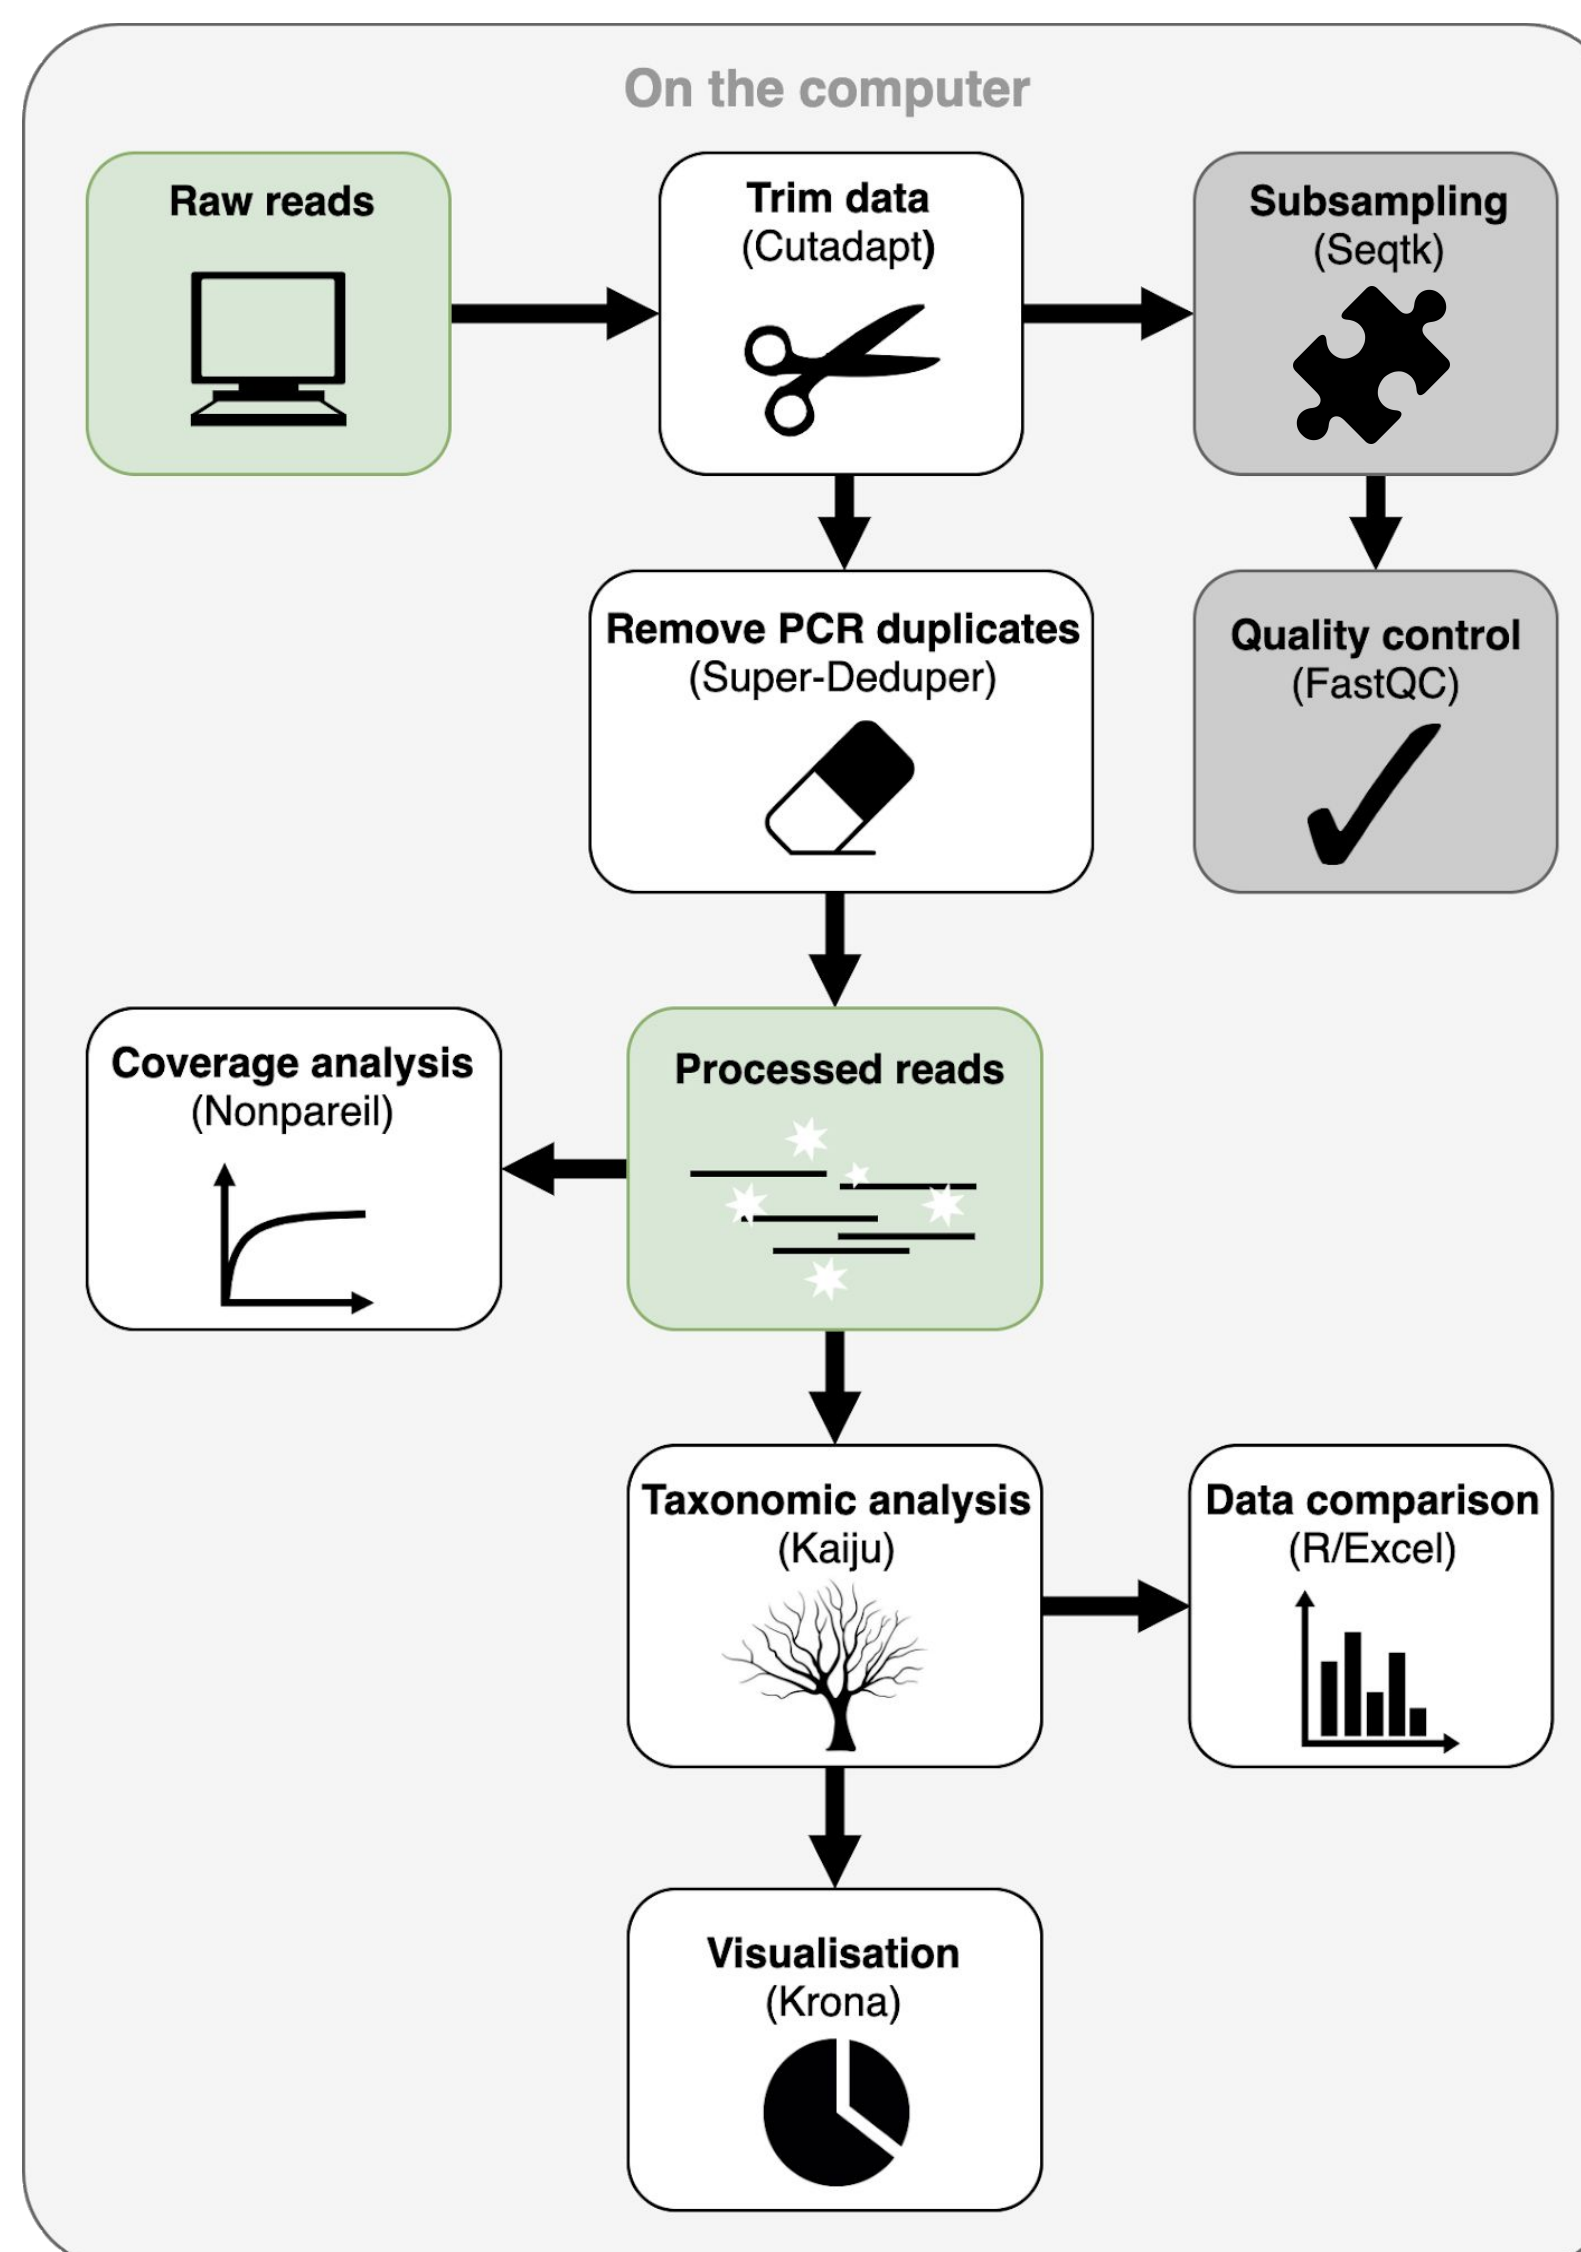 On the computer
Raw reads
Trim data
(Cutadapt)
Subsampling
(Seqtk)
Remove PCR duplicates
(Super-Deduper)
Quality control
(FastQC)
Coverage analysis
(Nonpareil)
Processed reads
Taxonomic analysis
(Kaiju)
Data comparison
(R/Excel)
Visualisation
(Krona)